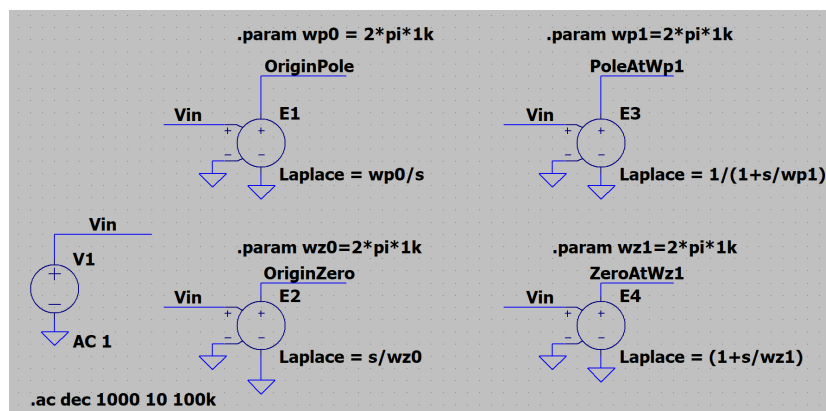 .param wp0 = 2*pi*1k
.param wp1=2*pi*1k
OriginPole
PoleAtWp1
Vin
E1
Vin
E3
Laplace = wp0/s
Laplace = 1/(1+s/wp1)
Vin
V1
AC 1
.param wz0=2*pi*1k
.param wz1=2*pi*1k
OriginZero
ZeroAtWz1
Vin
E2
Vin
E4
Laplace = s/wz0
Laplace = (1+s/wz1)
.ac dec 1000 10 100k